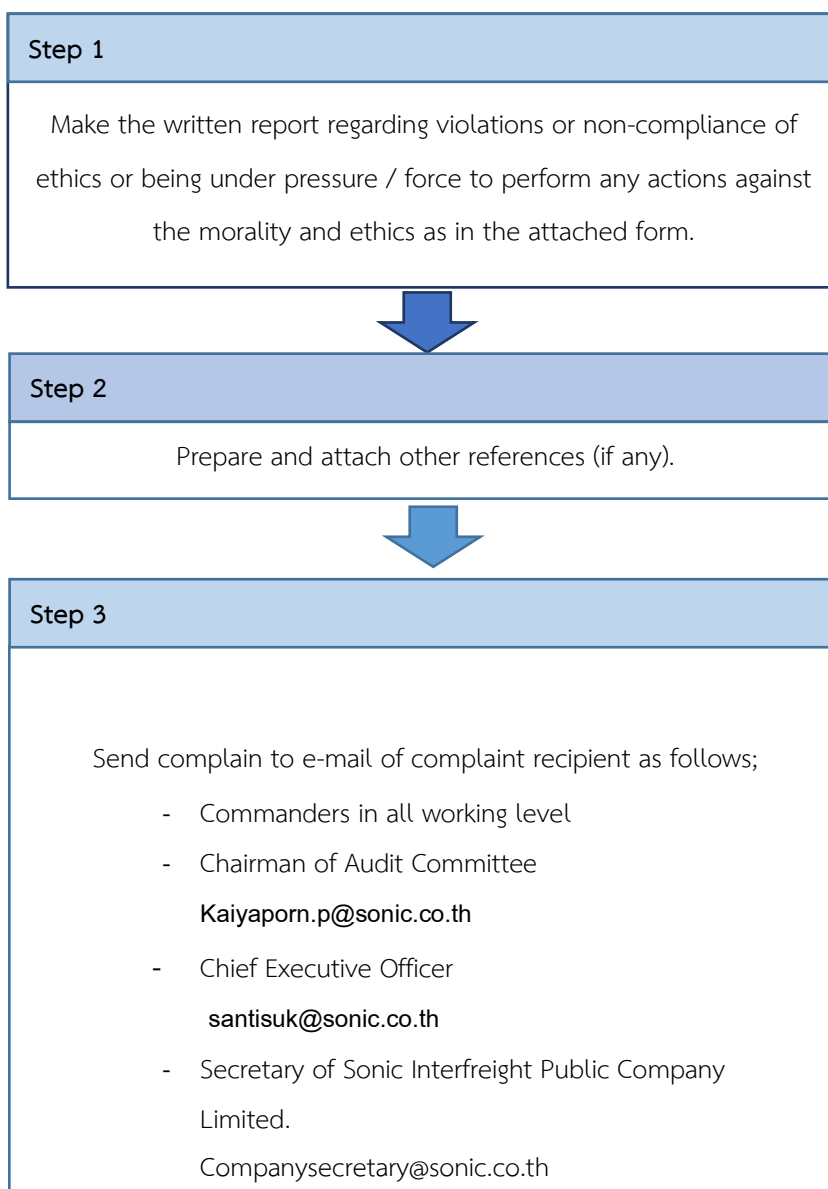 Step 1
Make the written report regarding violations or non-compliance of
ethics or being under pressure / force to perform any actions against
the morality and ethics as in the attached form.
Step 2
Prepare and attach other references (if any).
Step 3
Send complain to e-mail of complaint recipient as follows;
- Commanders in all working level
- Chairman of Audit Committee
Kaiyaporn.p@sonic.co.th
- Chief Executive Officer
santisuk@sonic.co.th
- Secretary of Sonic Interfreight Public Company
Limited.
Companysecretary@sonic.co.th